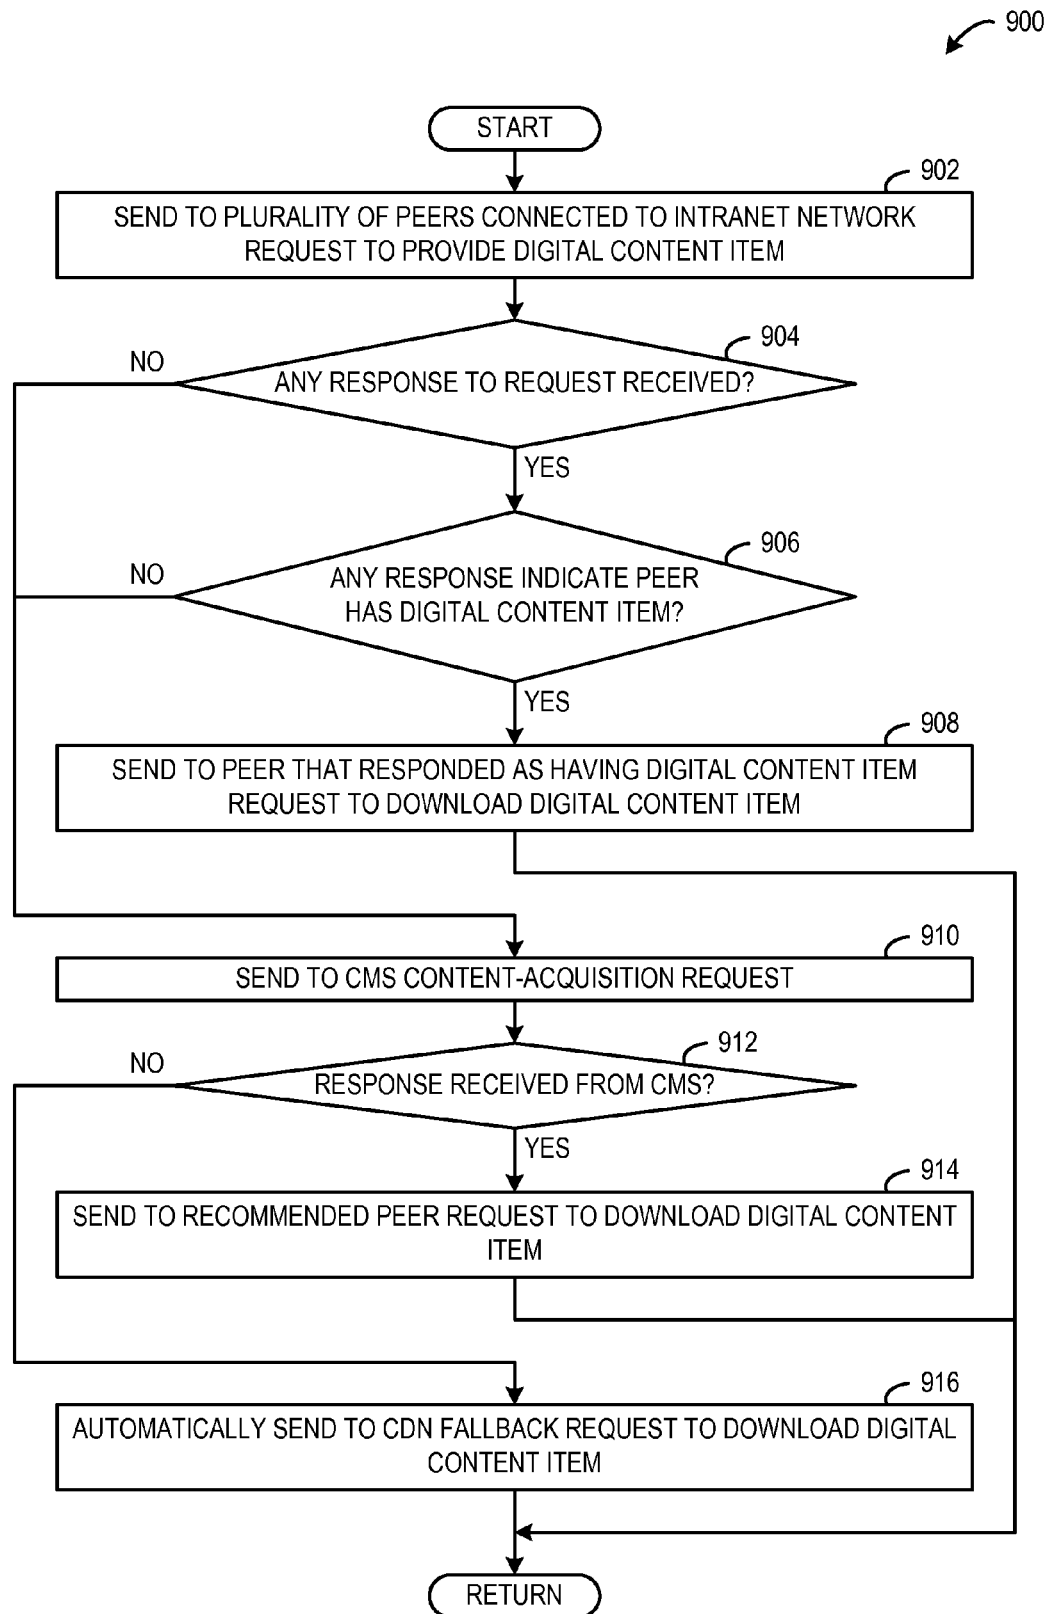 900
START
902
SEND TO PLURALITY OF PEERS CONNECTED TO INTRANET NETWORK
REQUEST TO PROVIDE DIGITAL CONTENT ITEM
904
NO
ANY RESPONSE TO REQUEST RECEIVED?
YES
906
NO
ANY RESPONSE INDICATE PEER
HAS DIGITAL CONTENT ITEM?
YES
908
SEND TO PEER THAT RESPONDED AS HAVING DIGITAL CONTENT ITEM
REQUEST TO DOWNLOAD DIGITAL CONTENT ITEM
910
SEND TO CMS CONTENT-ACQUISITION REQUEST
912
NO
RESPONSE RECEIVED FROM CMS?
YES
914
SEND TO RECOMMENDED PEER REQUEST TO DOWNLOAD DIGITAL CONTENT
ITEM
916
AUTOMATICALLY SEND TO CDN FALLBACK REQUEST TO DOWNLOAD DIGITAL
CONTENT ITEM
RETURN